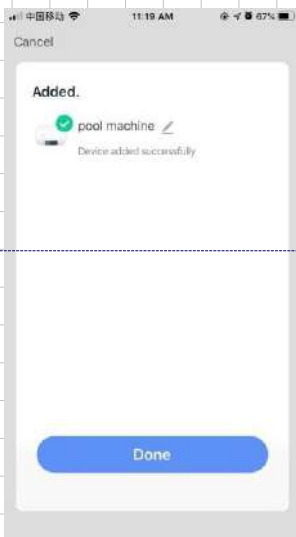 中国移动 11:19 AM 67%
Cancel
Added.
pool machine
Device added successfully
Done